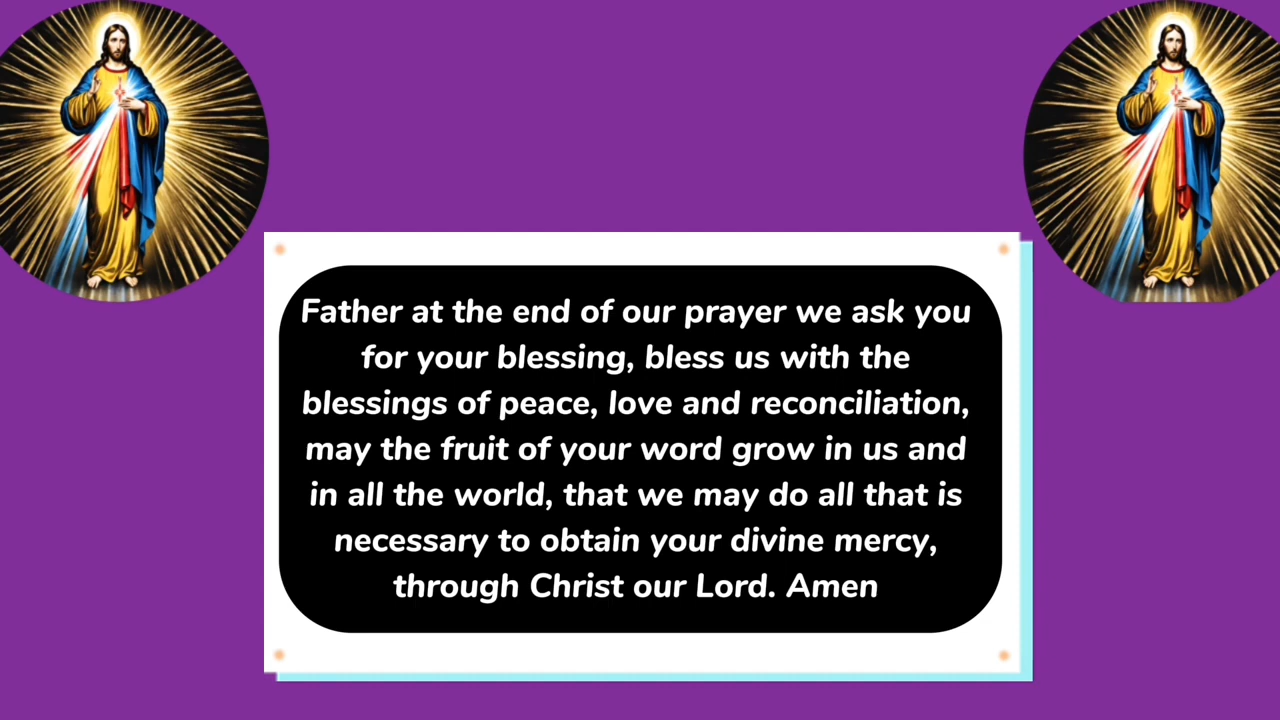 Father at the end of our prayer we ask you
for your blessing, bless us with the
blessings of peace, love and reconciliation,
may the fruit of your word grow in us and
in all the world, that we may do all that is
necessary to obtain your divine mercy,
through Christ our Lord. Amen